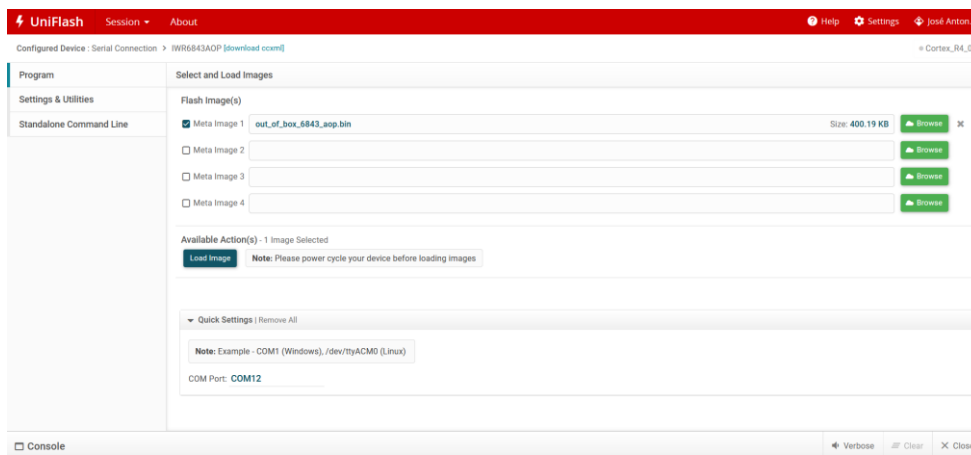 UniFlash Session About Help Settings José Anton.
Configured Device : Serial Connection > IWR6843AOP [download ccxml] Cortex_R4_0
Program
Settings & Utilities
Standalone Command Line
Select and Load Images
Flash Image(s)
Meta Image 1 out_of_box_6843_aop.bin Size: 400.19 KB Browse
Meta Image 2 Browse
Meta Image 3 Browse
Meta Image 4 Browse
Available Action(s) - 1 Image Selected
Load Image Note: Please power cycle your device before loading images
Quick Settings | Remove All
Note: Example - COM1 (Windows), /dev/ttyACM0 (Linux)
COM Port: COM12
Console Verbose Clear Close